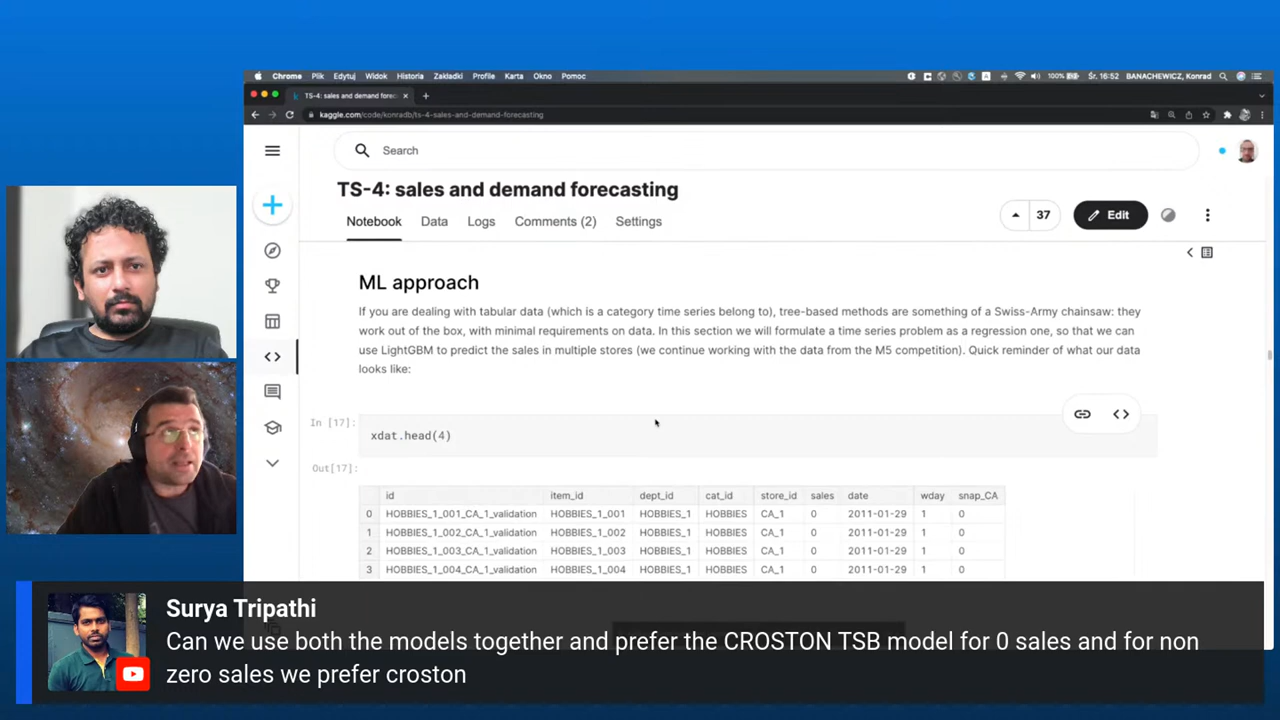 Chrome Plik Edytuj Widok Historia Zakładki Profile Karta Okno Pomoc
100% Śr. 16:52 BANACHEWICZ, Konrad
TS-4: sales and demand forec
kaggle.com/code/konradb/ts-4-sales-and-demand-forecasting
Search
TS-4: sales and demand forecasting
Notebook Data Logs Comments (2) Settings
37 Edit
ML approach
If you are dealing with tabular data (which is a category time series belong to), tree-based methods are something of a Swiss-Army chainsaw: they
work out of the box, with minimal requirements on data. In this section we will formulate a time series problem as a regression one, so that we can
use LightGBM to predict the sales in multiple stores (we continue working with the data from the M5 competition). Quick reminder of what our data
looks like:
In [17]:
xdat.head(4)
Out[17]:
id item_id dept_id cat_id store_id sales date wday snap_CA
0 HOBBIES_1_001_CA_1_validation HOBBIES_1_001 HOBBIES_1 HOBBIES CA_1 0 2011-01-29 1 0
1 HOBBIES_1_002_CA_1_validation HOBBIES_1_002 HOBBIES_1 HOBBIES CA_1 0 2011-01-29 1 0
2 HOBBIES_1_003_CA_1_validation HOBBIES_1_003 HOBBIES_1 HOBBIES CA_1 0 2011-01-29 1 0
3 HOBBIES_1_004_CA_1_validation HOBBIES_1_004 HOBBIES_1 HOBBIES CA_1 0 2011-01-29 1 0
Surya Tripathi
Can we use both the models together and prefer the CROSTON TSB model for 0 sales and for non
zero sales we prefer croston